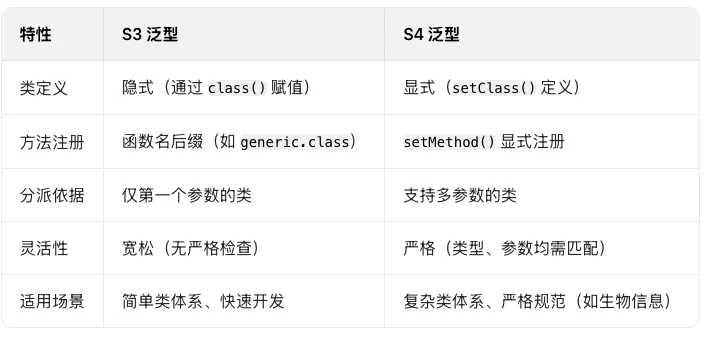 特性 S3 泛型 S4 泛型
类定义 隐式（通过 class() 赋值） 显式（setClass() 定义）
方法注册 函数名后缀（如 generic.class） setMethod() 显式注册
分派依据 仅第一个参数的类 支持多参数的类
灵活性 宽松（无严格检查） 严格（类型、参数均需匹配）
适用场景 简单类体系、快速开发 复杂类体系、严格规范（如生物信息）